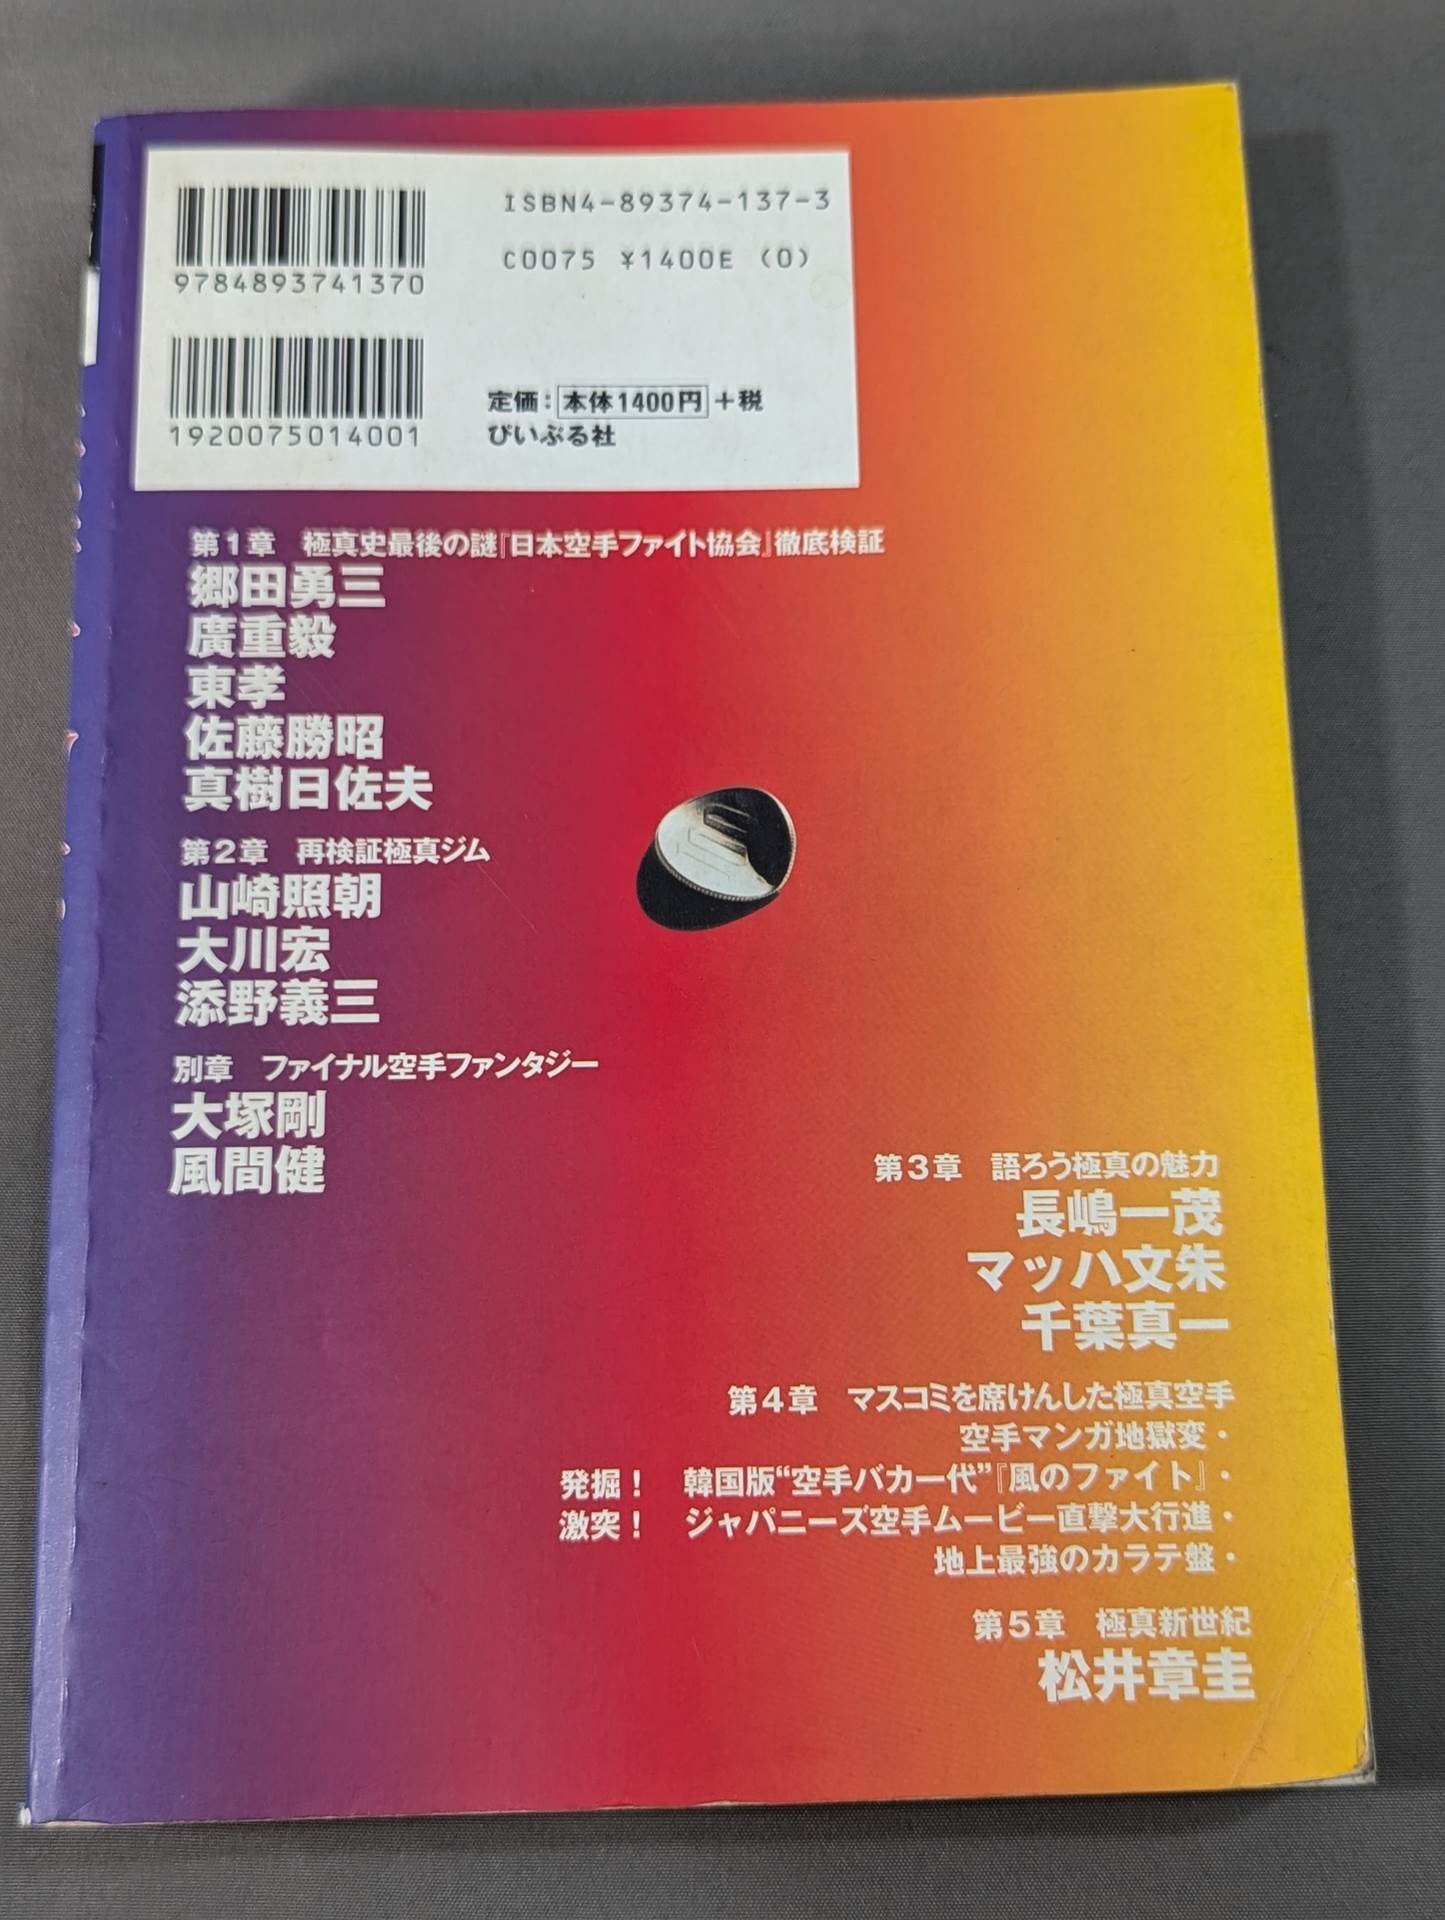 ISBN4-89374-137-3
C0075 ¥1400E (0)
9784893741370
1920075014001
定価：本体1400円＋税
ぴいぷる社
第1章　極真史最後の謎『日本空手ファイト協会』徹底検証
郷田勇三
廣重毅
東孝
佐藤勝昭
真樹日佐夫
第2章　再検証極真ジム
山崎照朝
大川宏
添野義二
別章　ファイナル空手ファンタジー
大塚剛
風間健
第3章　語ろう極真の魅力
長嶋一茂
マッハ文朱
千葉真一
第4章　マスコミを席けんした極真空手
空手マンガ地獄変・
発掘！　韓国版“空手バカ一代”『風のファイト』・
激突！　ジャパニーズ空手ムービー直撃大行進・
地上最強のカラテ盤・
第5章　極真新世紀
松井章圭